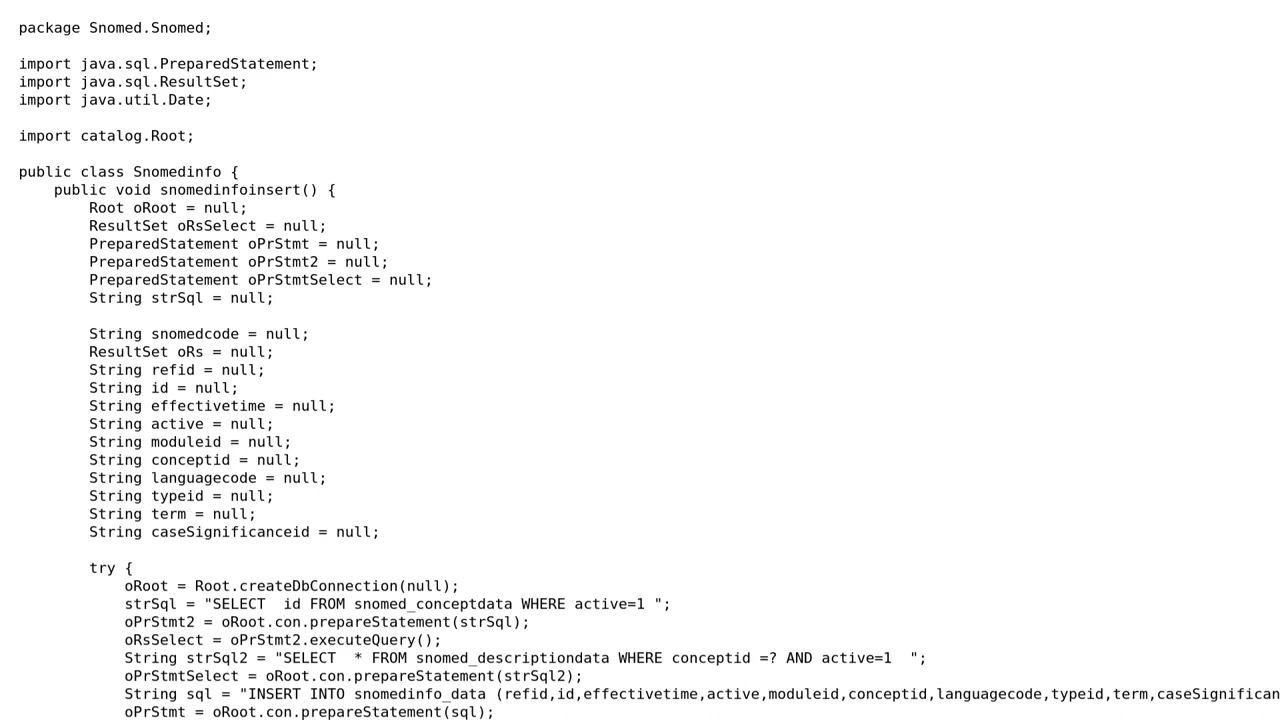 package Snomed.Snomed;
import java.sql.PreparedStatement;
import java.sql.ResultSet;
import java.util.Date;
import catalog.Root;
public class Snomedinfo {
    public void snomedinfoinsert() {
        Root oRoot = null;
        ResultSet oRsSelect = null;
        PreparedStatement oPrStmt = null;
        PreparedStatement oPrStmt2 = null;
        PreparedStatement oPrStmtSelect = null;
        String strSql = null;
        String snomedcode = null;
        ResultSet oRs = null;
        String refid = null;
        String id = null;
        String effectivetime = null;
        String active = null;
        String moduleid = null;
        String conceptid = null;
        String languagecode = null;
        String typeid = null;
        String term = null;
        String caseSignificanceid = null;
        try {
            oRoot = Root.createDbConnection(null);
            strSql = "SELECT  id FROM snomed_conceptdata WHERE active=1 ";
            oPrStmt2 = oRoot.con.prepareStatement(strSql);
            oRsSelect = oPrStmt2.executeQuery();
            String strSql2 = "SELECT  * FROM snomed_descriptiondata WHERE conceptid =? AND active=1  ";
            oPrStmtSelect = oRoot.con.prepareStatement(strSql2);
            String sql = "INSERT INTO snomedinfo_data (refid,id,effectivetime,active,moduleid,conceptid,languagecode,typeid,term,caseSignifican
            oPrStmt = oRoot.con.prepareStatement(sql);